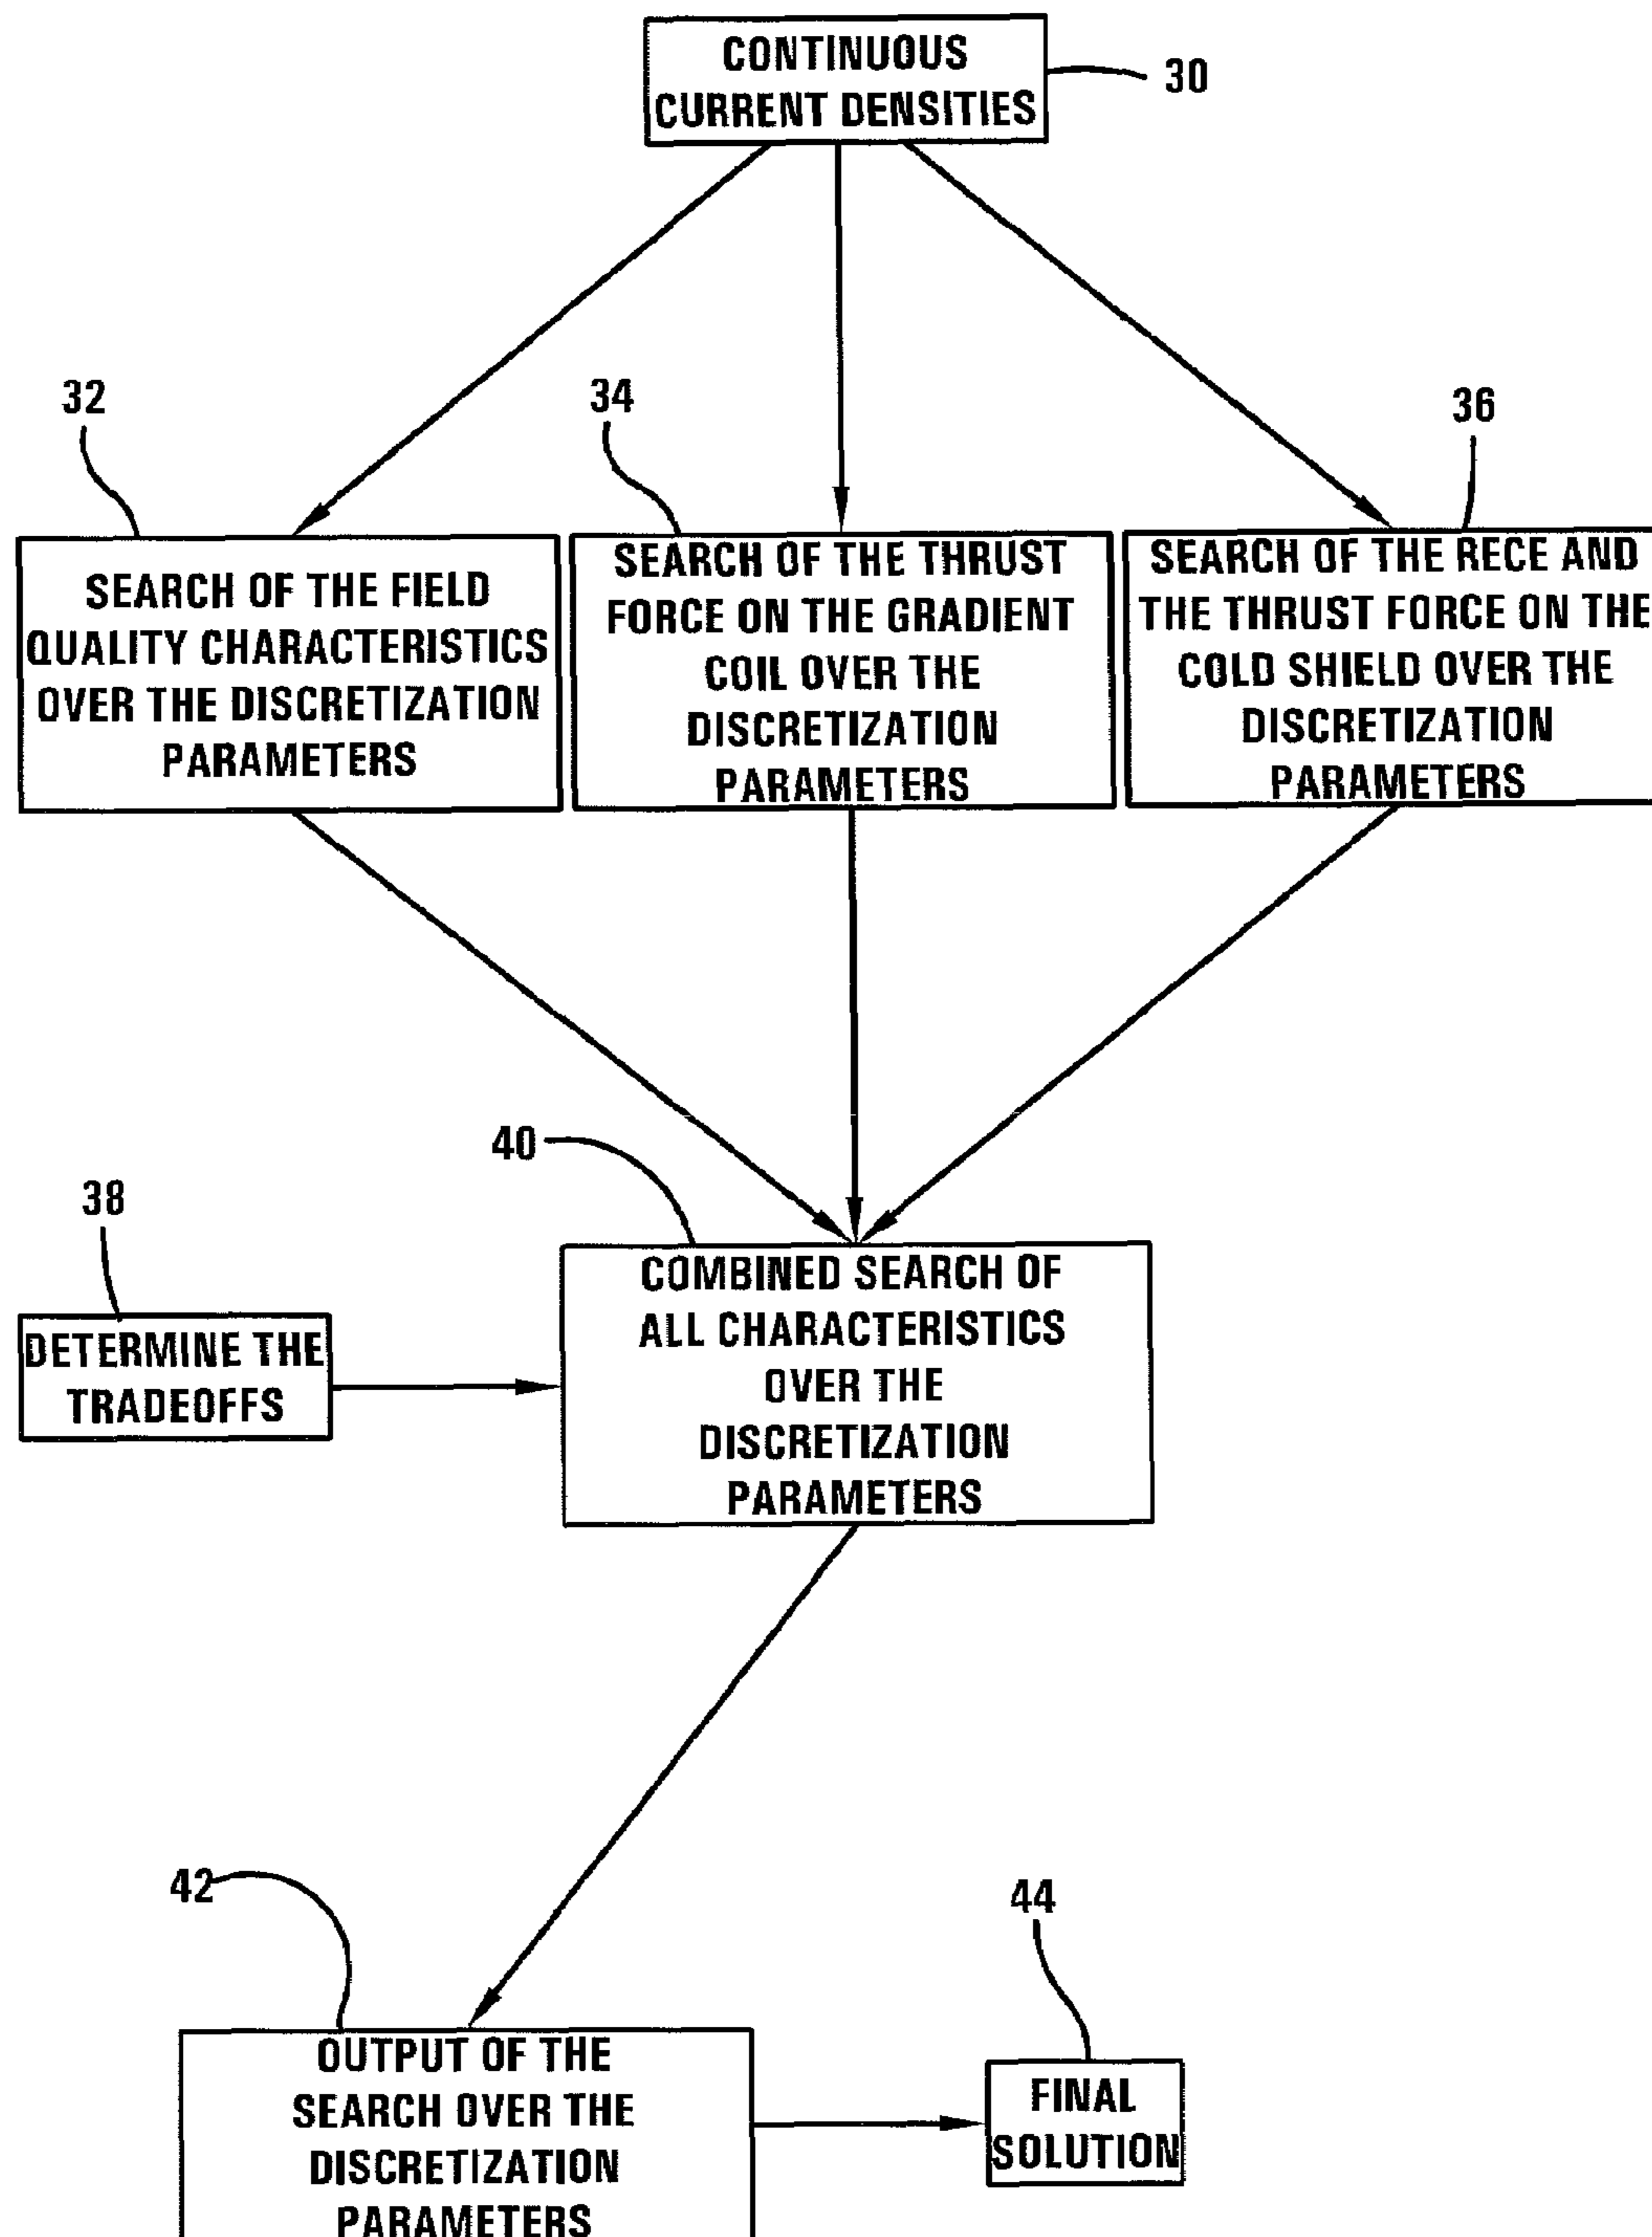 CONTINUOUS
CURRENT DENSITIES
30
32
34
36
SEARCH OF THE FIELD
QUALITY CHARACTERISTICS
OVER THE DISCRETIZATION
PARAMETERS
SEARCH OF THE THRUST
FORCE ON THE GRADIENT
COIL OVER THE
DISCRETIZATION
PARAMETERS
SEARCH OF THE RECE AND
THE THRUST FORCE ON THE
COLD SHIELD OVER THE
DISCRETIZATION
PARAMETERS
40
38
DETERMINE THE
TRADEOFFS
COMBINED SEARCH OF
ALL CHARACTERISTICS
OVER THE
DISCRETIZATION
PARAMETERS
42
44
OUTPUT OF THE
SEARCH OVER THE
DISCRETIZATION
PARAMETERS
FINAL
SOLUTION